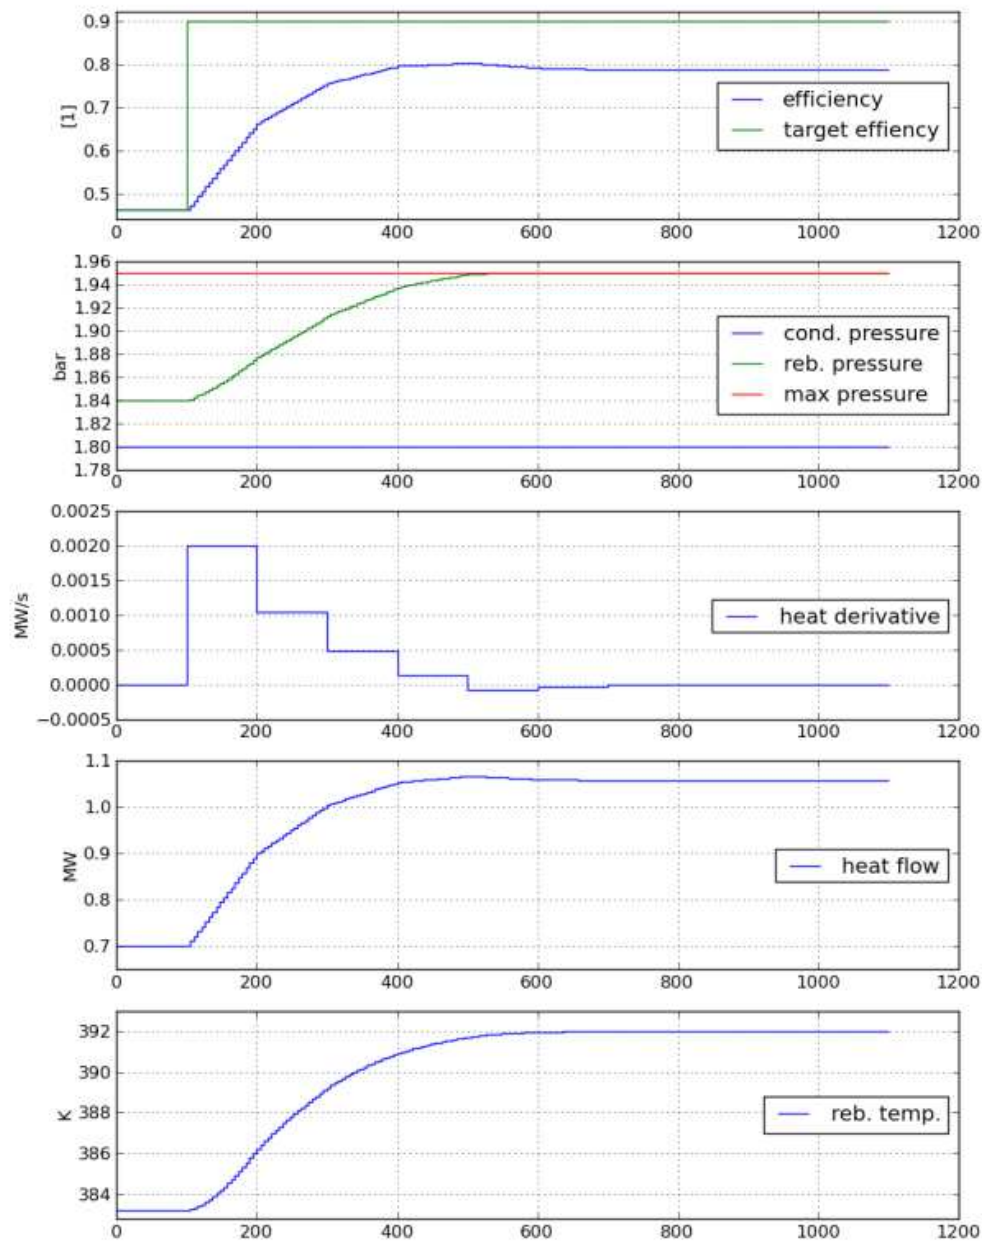 0.9
0.8
0.7
0.6
0.5
[1]
efficiency
target effiency
0 200 400 600 800 1000 1200
1.96
1.94
1.92
1.90
1.88
1.86
1.84
1.82
1.80
1.78
bar
cond. pressure
reb. pressure
max pressure
0 200 400 600 800 1000 1200
0.0025
0.0020
0.0015
0.0010
0.0005
0.0000
−0.0005
MW/s
heat derivative
0 200 400 600 800 1000 1200
1.1
1.0
0.9
0.8
0.7
MW
heat flow
0 200 400 600 800 1000 1200
392
390
388
386
384
K
reb. temp.
0 200 400 600 800 1000 1200